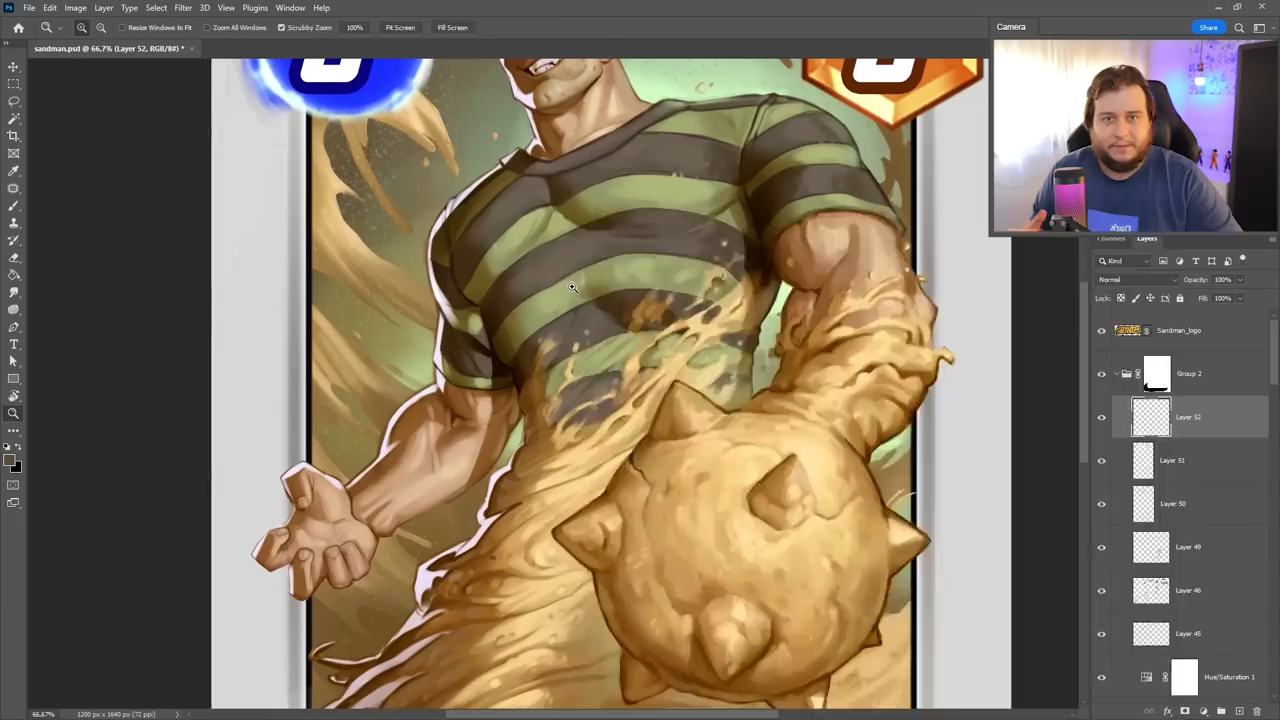 Ps File Edit Image Layer Type Select Filter 3D View Plugins Window Help
Resize Windows to Fit Zoom All Windows Scrubby Zoom 100% Fit Screen Fill Screen
Camera
Share
sandman.psd @ 66,7% (Layer 52, RGB/8#) *
Channels Layers
Kind
Normal Opacity: 100%
Lock: Fill: 100%
Sandman_logo
Group 2
Layer 52
Layer 51
Layer 50
Layer 49
Layer 46
Layer 45
Hue/Saturation 1
66,67% 1200 px x 1640 px (72 ppi)